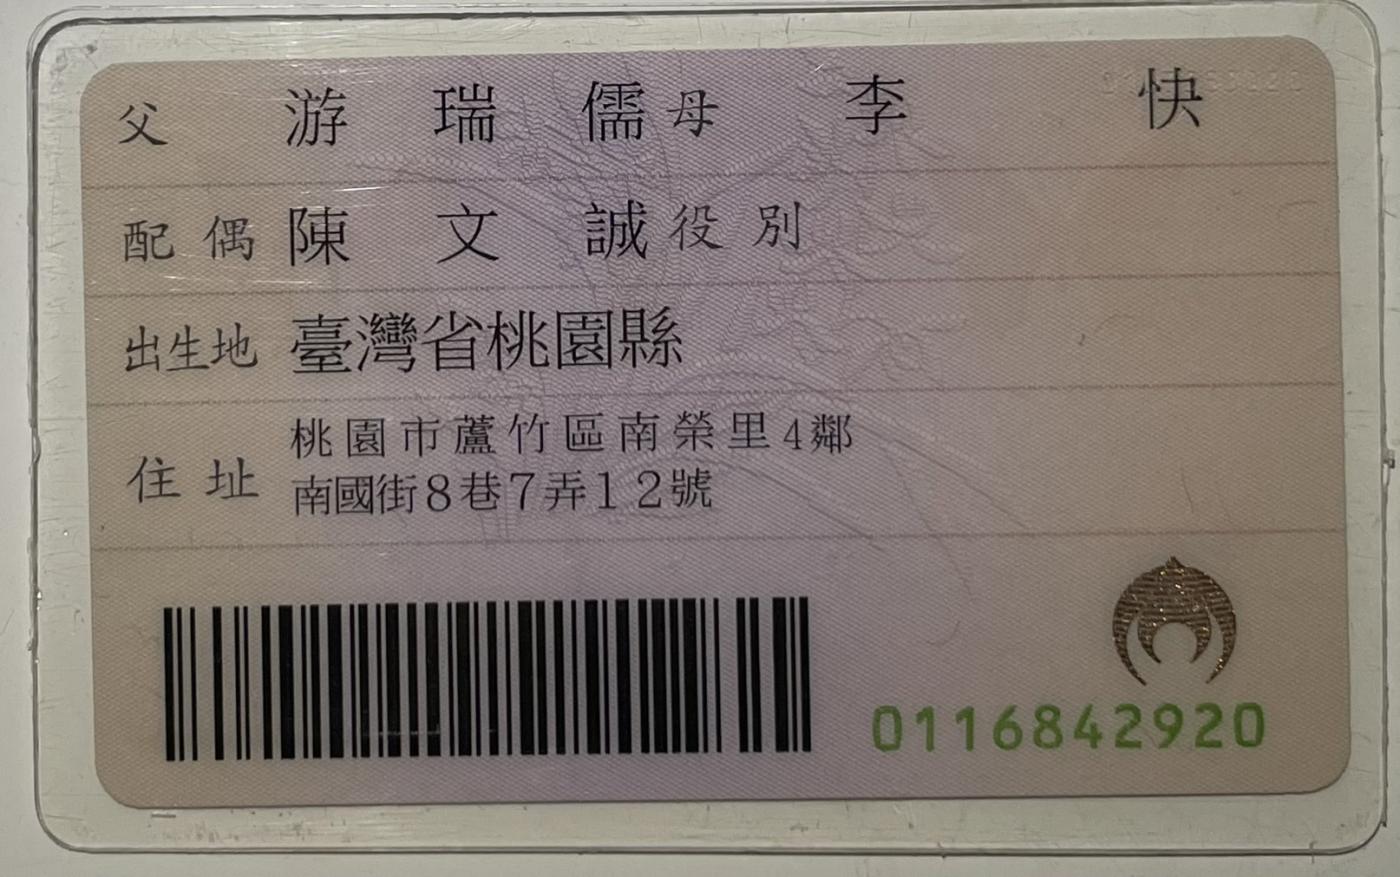 父 游瑞儒 母 李快
配偶 陳文誠 役別
出生地 臺灣省桃園縣
住址 桃園市蘆竹區南榮里4鄰
南國街8巷7弄12號
0116842920